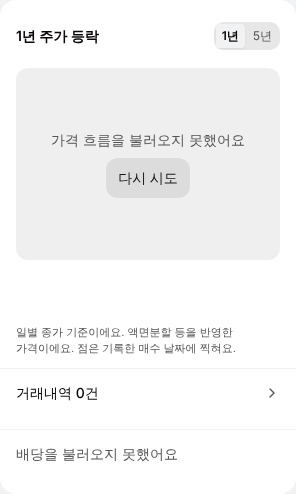 1년 주가 등락
1년 5년
가격 흐름을 불러오지 못했어요
다시 시도
일별 종가 기준이에요. 액면분할 등을 반영한
가격이에요. 점은 기록한 매수 날짜에 찍혀요.
거래내역 0건
배당을 불러오지 못했어요